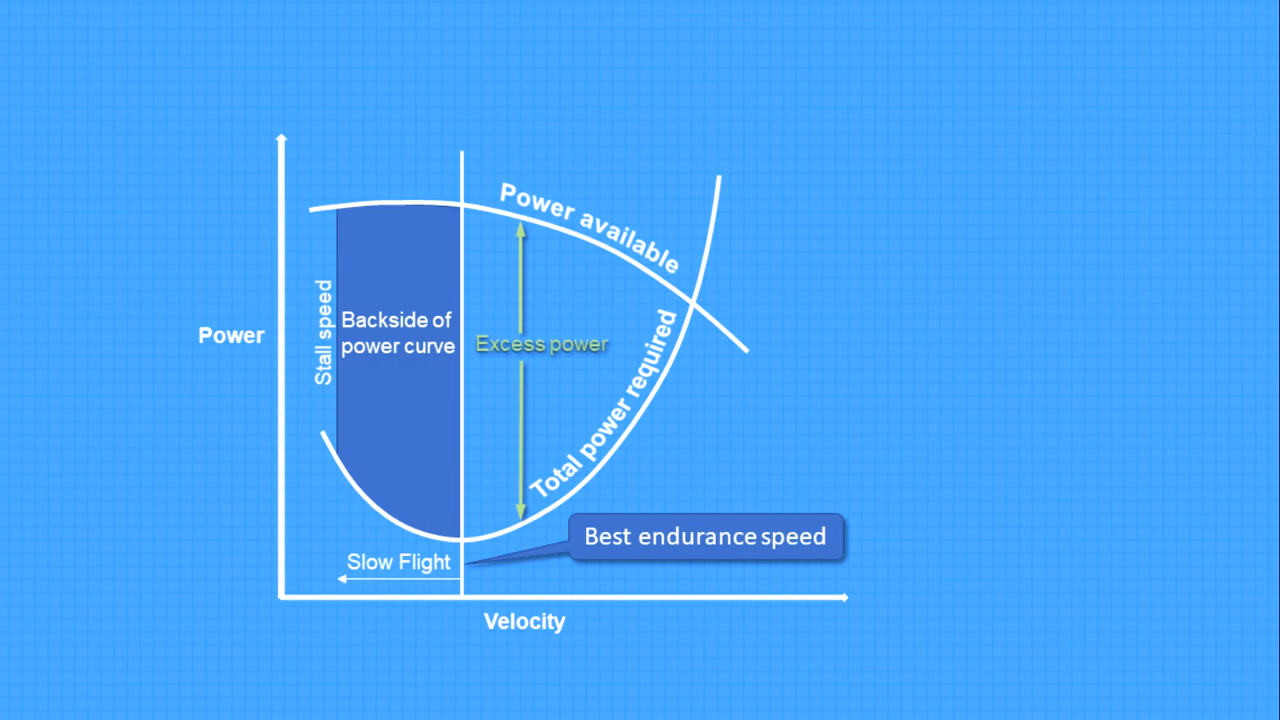 Power available
Stall speed
Backside of
power curve
Power
Excess power
Total power required
Best endurance speed
Slow Flight
Velocity